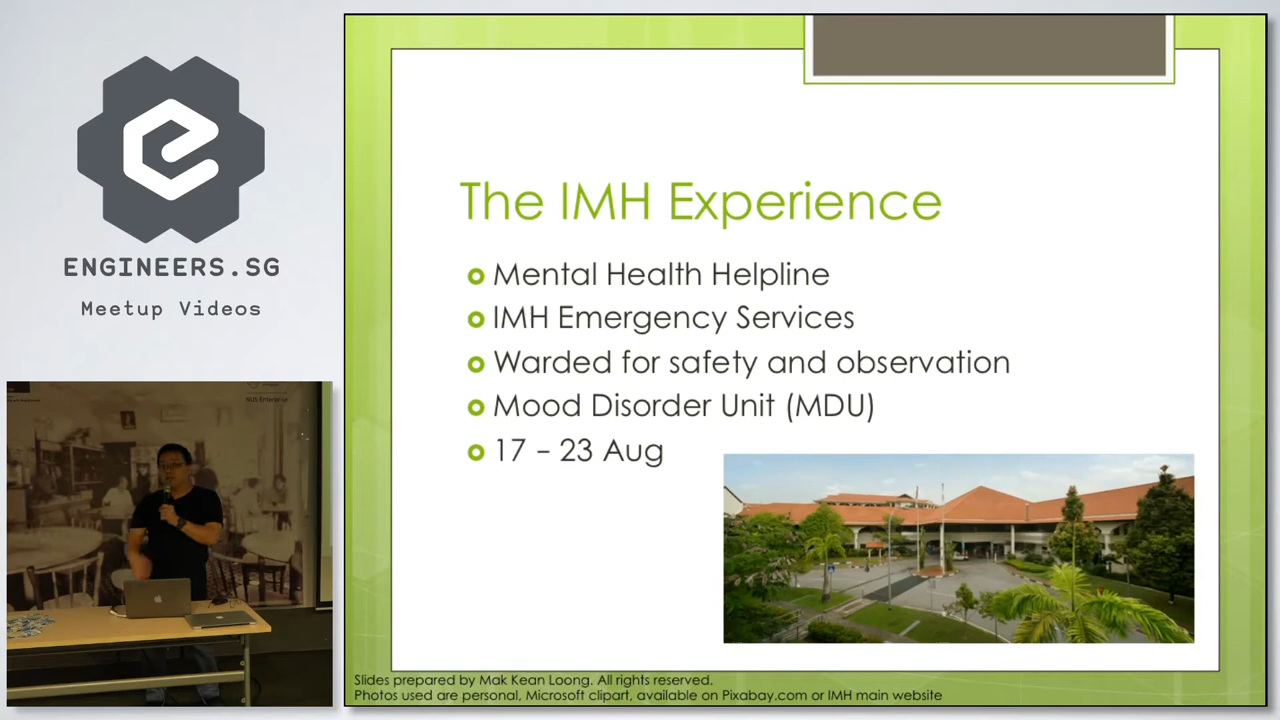 ENGINEERS.SG
Meetup Videos
NUS Enterprise
The IMH Experience
Mental Health Helpline
IMH Emergency Services
Warded for safety and observation
Mood Disorder Unit (MDU)
17 – 23 Aug
Slides prepared by Mak Kean Loong. All rights reserved.
Photos used are personal, Microsoft clipart, available on Pixabay.com or IMH main website